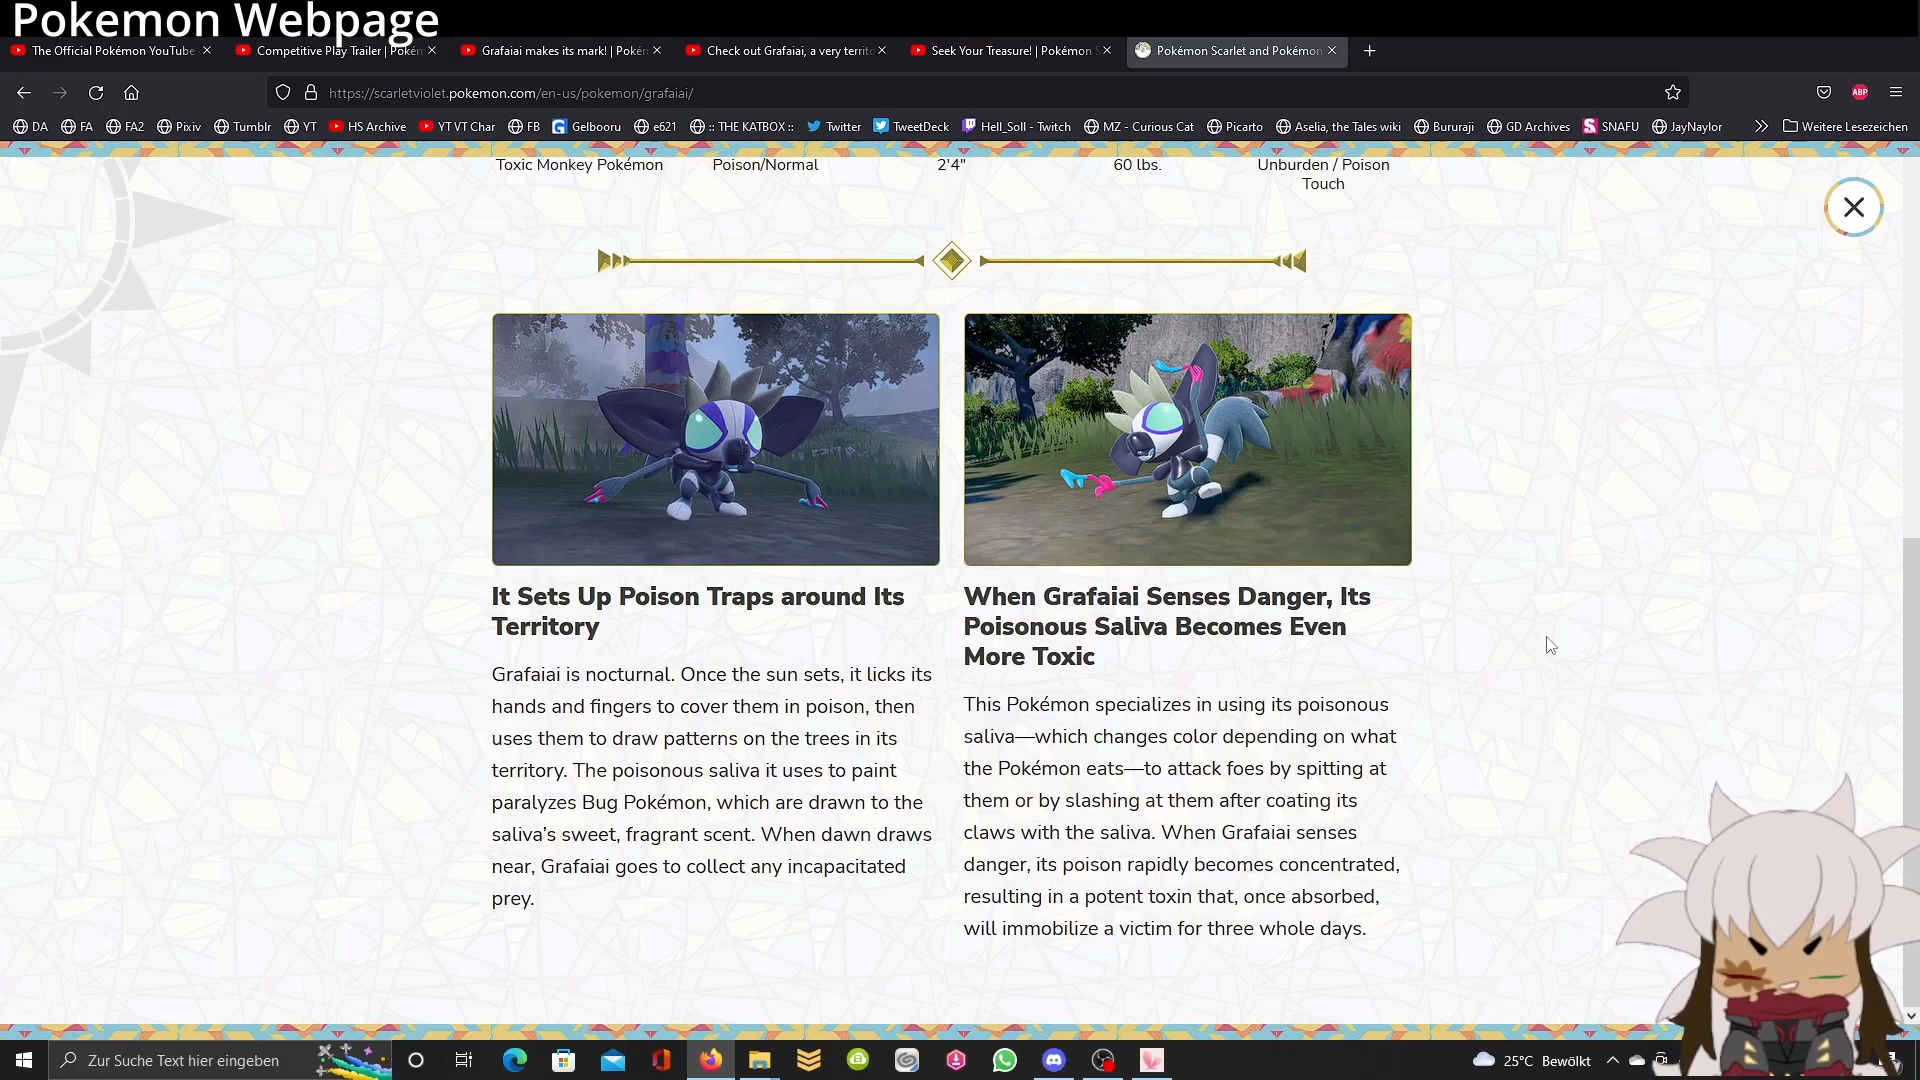 Pokemon Webpage
The Official Pokémon YouTube
Competitive Play Trailer | Pokén
Grafaiai makes its mark! | Pokén
Check out Grafaiai, a very territo
Seek Your Treasure! | Pokémon S
Pokémon Scarlet and Pokémon
https://scarletviolet.pokemon.com/en-us/pokemon/grafaiai/
ABP
DA FA FA2 Pixiv Tumblr YT HS Archive YT VT Char FB Gelbooru e621 :: THE KATBOX :: Twitter TweetDeck Hell_Soll - Twitch MZ - Curious Cat Picarto Aselia, the Tales wiki Bururaji GD Archives SNAFU JayNaylor Weitere Lesezeichen
Toxic Monkey Pokémon Poison/Normal 2'4" 60 lbs. Unburden / Poison
Touch
It Sets Up Poison Traps around Its
Territory
Grafaiai is nocturnal. Once the sun sets, it licks its
hands and fingers to cover them in poison, then
uses them to draw patterns on the trees in its
territory. The poisonous saliva it uses to paint
paralyzes Bug Pokémon, which are drawn to the
saliva’s sweet, fragrant scent. When dawn draws
near, Grafaiai goes to collect any incapacitated
prey.
When Grafaiai Senses Danger, Its
Poisonous Saliva Becomes Even
More Toxic
This Pokémon specializes in using its poisonous
saliva—which changes color depending on what
the Pokémon eats—to attack foes by spitting at
them or by slashing at them after coating its
claws with the saliva. When Grafaiai senses
danger, its poison rapidly becomes concentrated,
resulting in a potent toxin that, once absorbed,
will immobilize a victim for three whole days.
Zur Suche Text hier eingeben
25°C Bewölkt